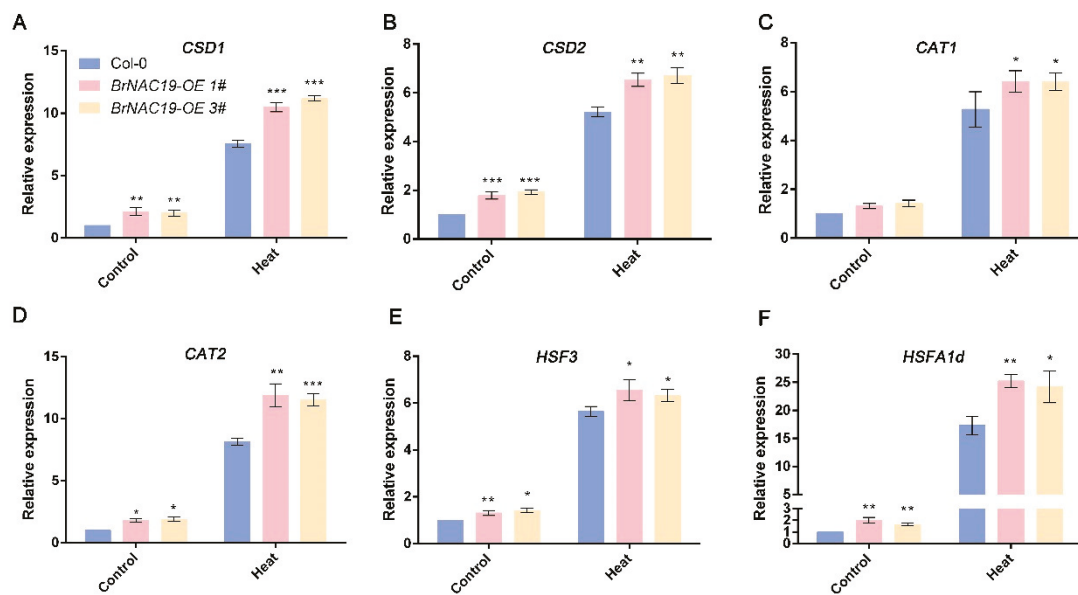 A
CSD1
15
10
5
0
Relative expression
Col-0
BrNAC19-OE 1#
BrNAC19-OE 3#
** **
*** ***
Control
Heat
B
CSD2
8
6
4
2
0
Relative expression
*** ***
** **
Control
Heat
C
CAT1
8
6
4
2
0
Relative expression
* *
Control
Heat
D
CAT2
15
10
5
0
Relative expression
* *
** ***
Control
Heat
E
HSF3
8
6
4
2
0
Relative expression
** *
* *
Control
Heat
F
HSFA1d
30
25
20
15
10
5
3
2
1
0
Relative expression
** **
** *
Control
Heat